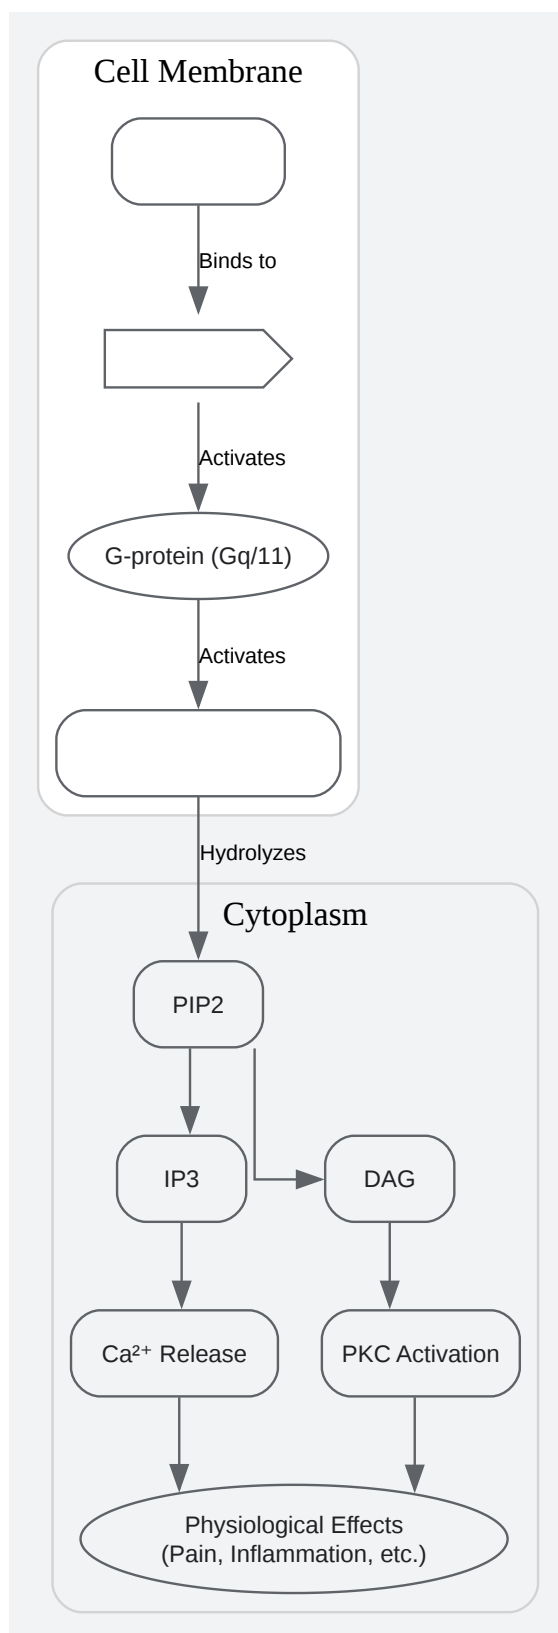 Cell Membrane
Binds to
Activates
G-protein (Gq/11)
Activates
Hydrolyzes
Cytoplasm
PIP2
IP3
DAG
Ca²⁺ Release
PKC Activation
Physiological Effects
(Pain, Inflammation, etc.)